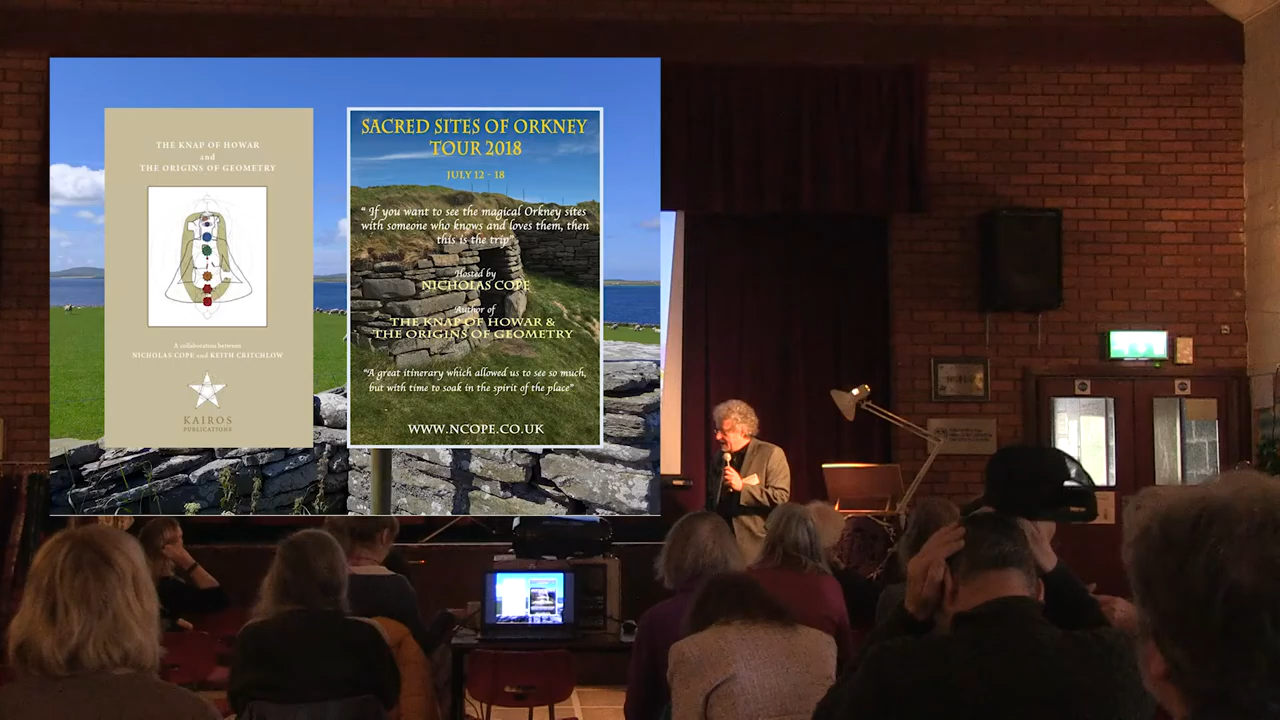 THE KNAP OF HOWAR
and
THE ORIGINS OF GEOMETRY
A collaboration between
NICHOLAS COPE and KEITH CRITCHLOW
KAIROS
PUBLICATIONS
SACRED SITES OF ORKNEY
TOUR 2018
JULY 12 - 18
“ If you want to see the magical Orkney sites
with someone who knows and loves them, then
this is the trip”
Hosted by
NICHOLAS COPE
Author of
THE KNAP OF HOWAR &
THE ORIGINS OF GEOMETRY
“A great itinerary which allowed us to see so much,
but with time to soak in the spirit of the place”
WWW.NCOPE.CO.UK